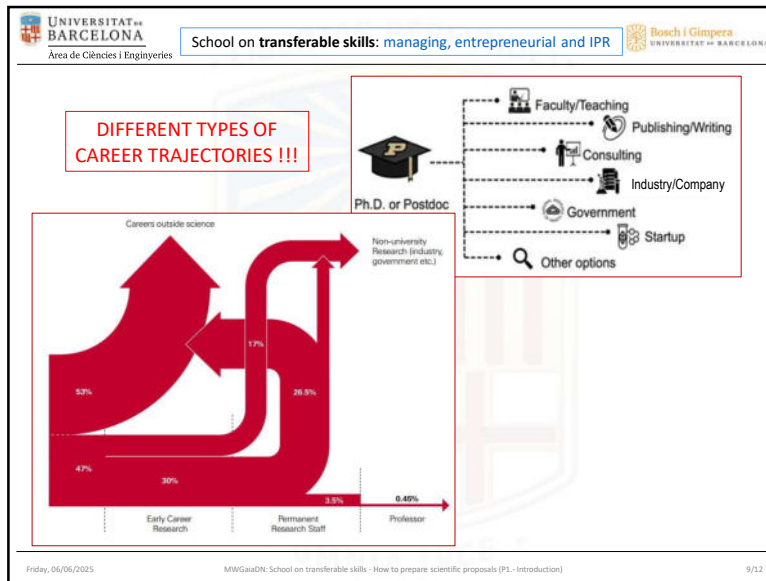 UNIVERSITAT DE
BARCELONA
Àrea de Ciències i Enginyeries
School on transferable skills: managing, entrepreneurial and IPR
Bosch i Gimpera
UNIVERSITAT DE BARCELONA
DIFFERENT TYPES OF
CAREER TRAJECTORIES !!!
P
Ph.D. or Postdoc
Faculty/Teaching
Publishing/Writing
Consulting
Industry/Company
Government
Startup
Other options
Careers outside science
Non-university
Research (industry,
government etc.)
53%
17%
26.5%
47%
30%
3.5%
0.45%
Early Career
Research
Permanent
Research Staff
Professor
Friday, 06/06/2025
MWGaiaDN: School on transferable skills - How to prepare scientific proposals (P1.- Introduction)
9/12